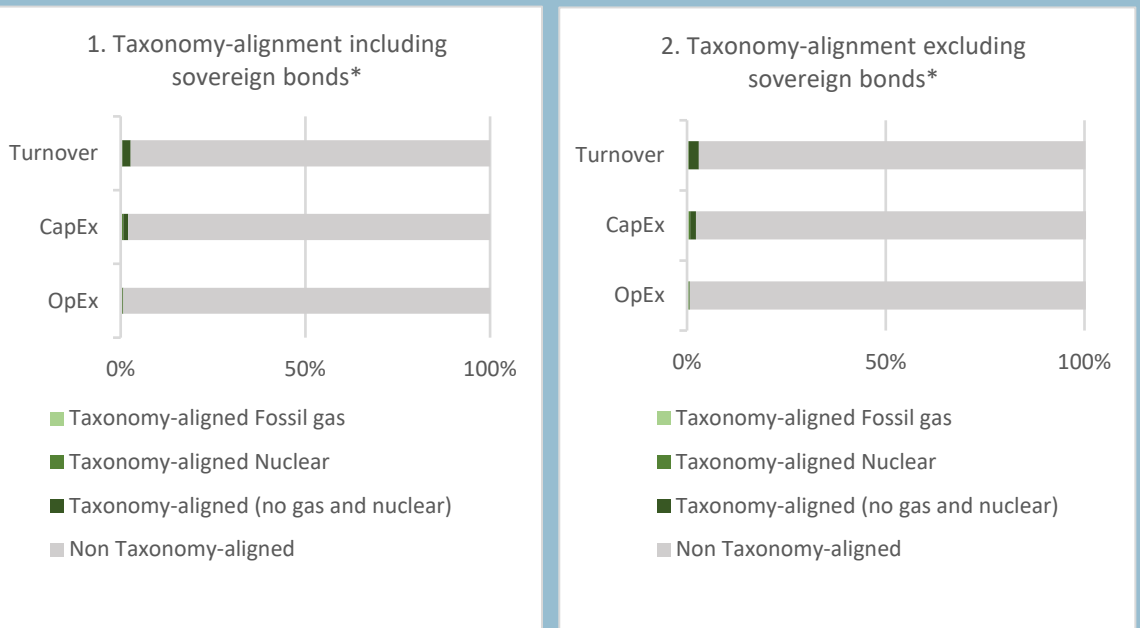 1. Taxonomy-alignment including
sovereign bonds*
Turnover
CapEx
OpEx
0%
50%
100%
Taxonomy-aligned Fossil gas
Taxonomy-aligned Nuclear
Taxonomy-aligned (no gas and nuclear)
Non Taxonomy-aligned
2. Taxonomy-alignment excluding
sovereign bonds*
Turnover
CapEx
OpEx
0%
50%
100%
Taxonomy-aligned Fossil gas
Taxonomy-aligned Nuclear
Taxonomy-aligned (no gas and nuclear)
Non Taxonomy-aligned